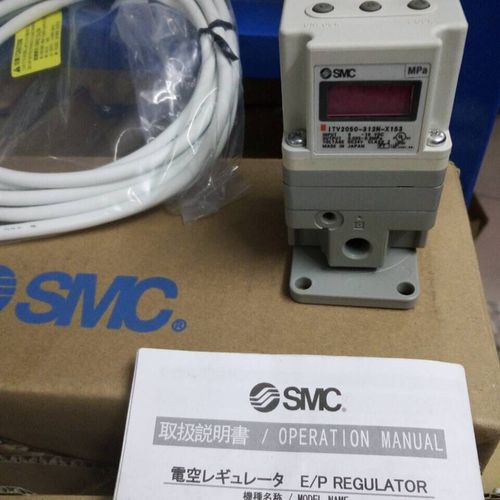 SMC
MPa
ITV2050-312N-X153
MADE IN JAPAN
SMC®
SMC®
取扱説明書 / OPERATION MANUAL
電空レギュレータ E/P REGULATOR
機種名称 / MODEL NAME